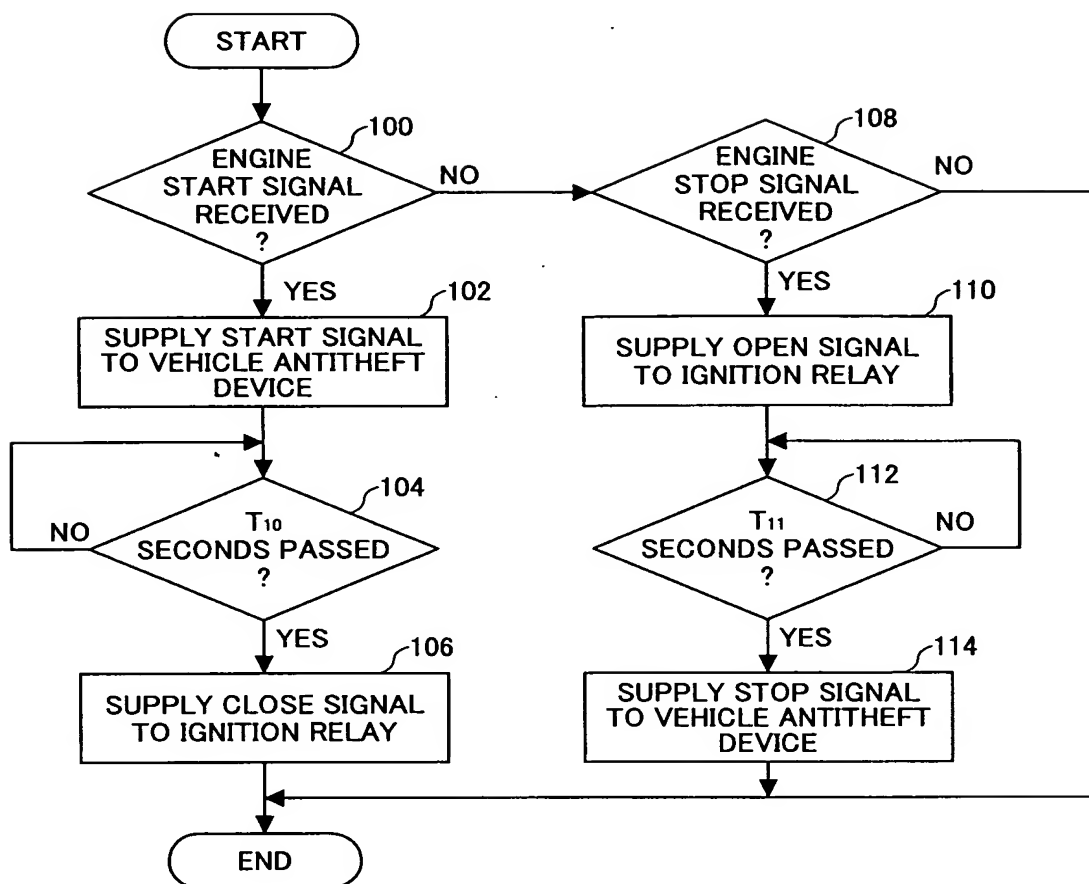 START
100
ENGINE
START SIGNAL
RECEIVED
?
NO
YES
102
SUPPLY START SIGNAL
TO VEHICLE ANTITHEFT
DEVICE
104
T10
SECONDS PASSED
?
NO
YES
106
SUPPLY CLOSE SIGNAL
TO IGNITION RELAY
108
ENGINE
STOP SIGNAL
RECEIVED
?
NO
YES
110
SUPPLY OPEN SIGNAL
TO IGNITION RELAY
112
T11
SECONDS PASSED
?
NO
YES
114
SUPPLY STOP SIGNAL
TO VEHICLE ANTITHEFT
DEVICE
END